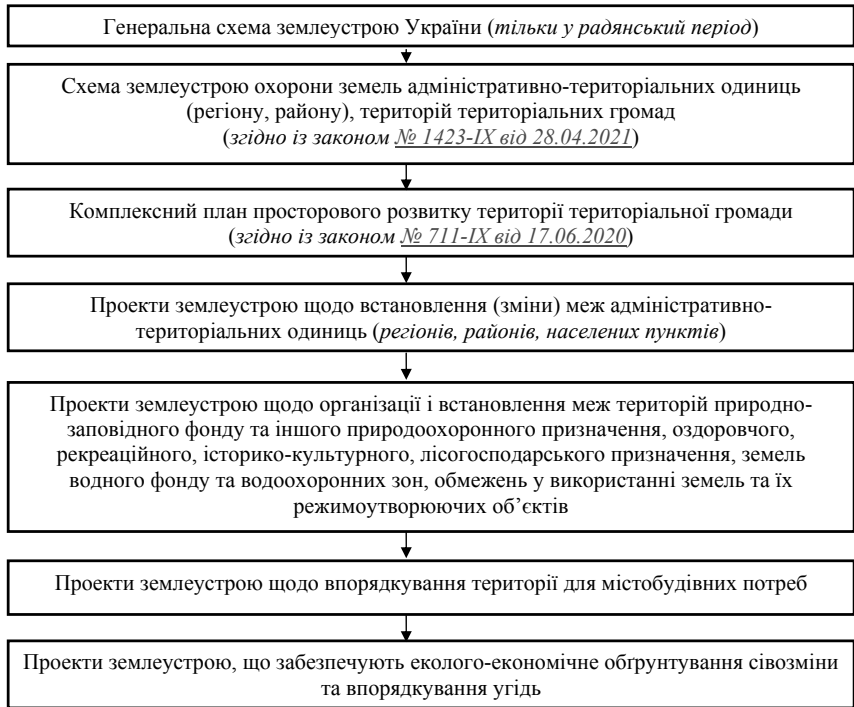 Генеральна схема землеустрою України (тільки у радянський період)
Схема землеустрою охорони земель адміністративно-територіальних одиниць
(регіону, району), територій територіальних громад
(згідно із законом № 1423-IX від 28.04.2021)
Комплексний план просторового розвитку території територіальної громади
(згідно із законом № 711-IX від 17.06.2020)
Проекти землеустрою щодо встановлення (зміни) меж адміністративно-
територіальних одиниць (регіонів, районів, населених пунктів)
Проекти землеустрою щодо організації і встановлення меж територій природно-
заповідного фонду та іншого природоохоронного призначення, оздоровчого,
рекреаційного, історико-культурного, лісогосподарського призначення, земель
водного фонду та водоохоронних зон, обмежень у використанні земель та їх
режимоутворюючих об’єктів
Проекти землеустрою щодо впорядкування території для містобудівних потреб
Проекти землеустрою, що забезпечують еколого-економічне обґрунтування сівозміни
та впорядкування угідь